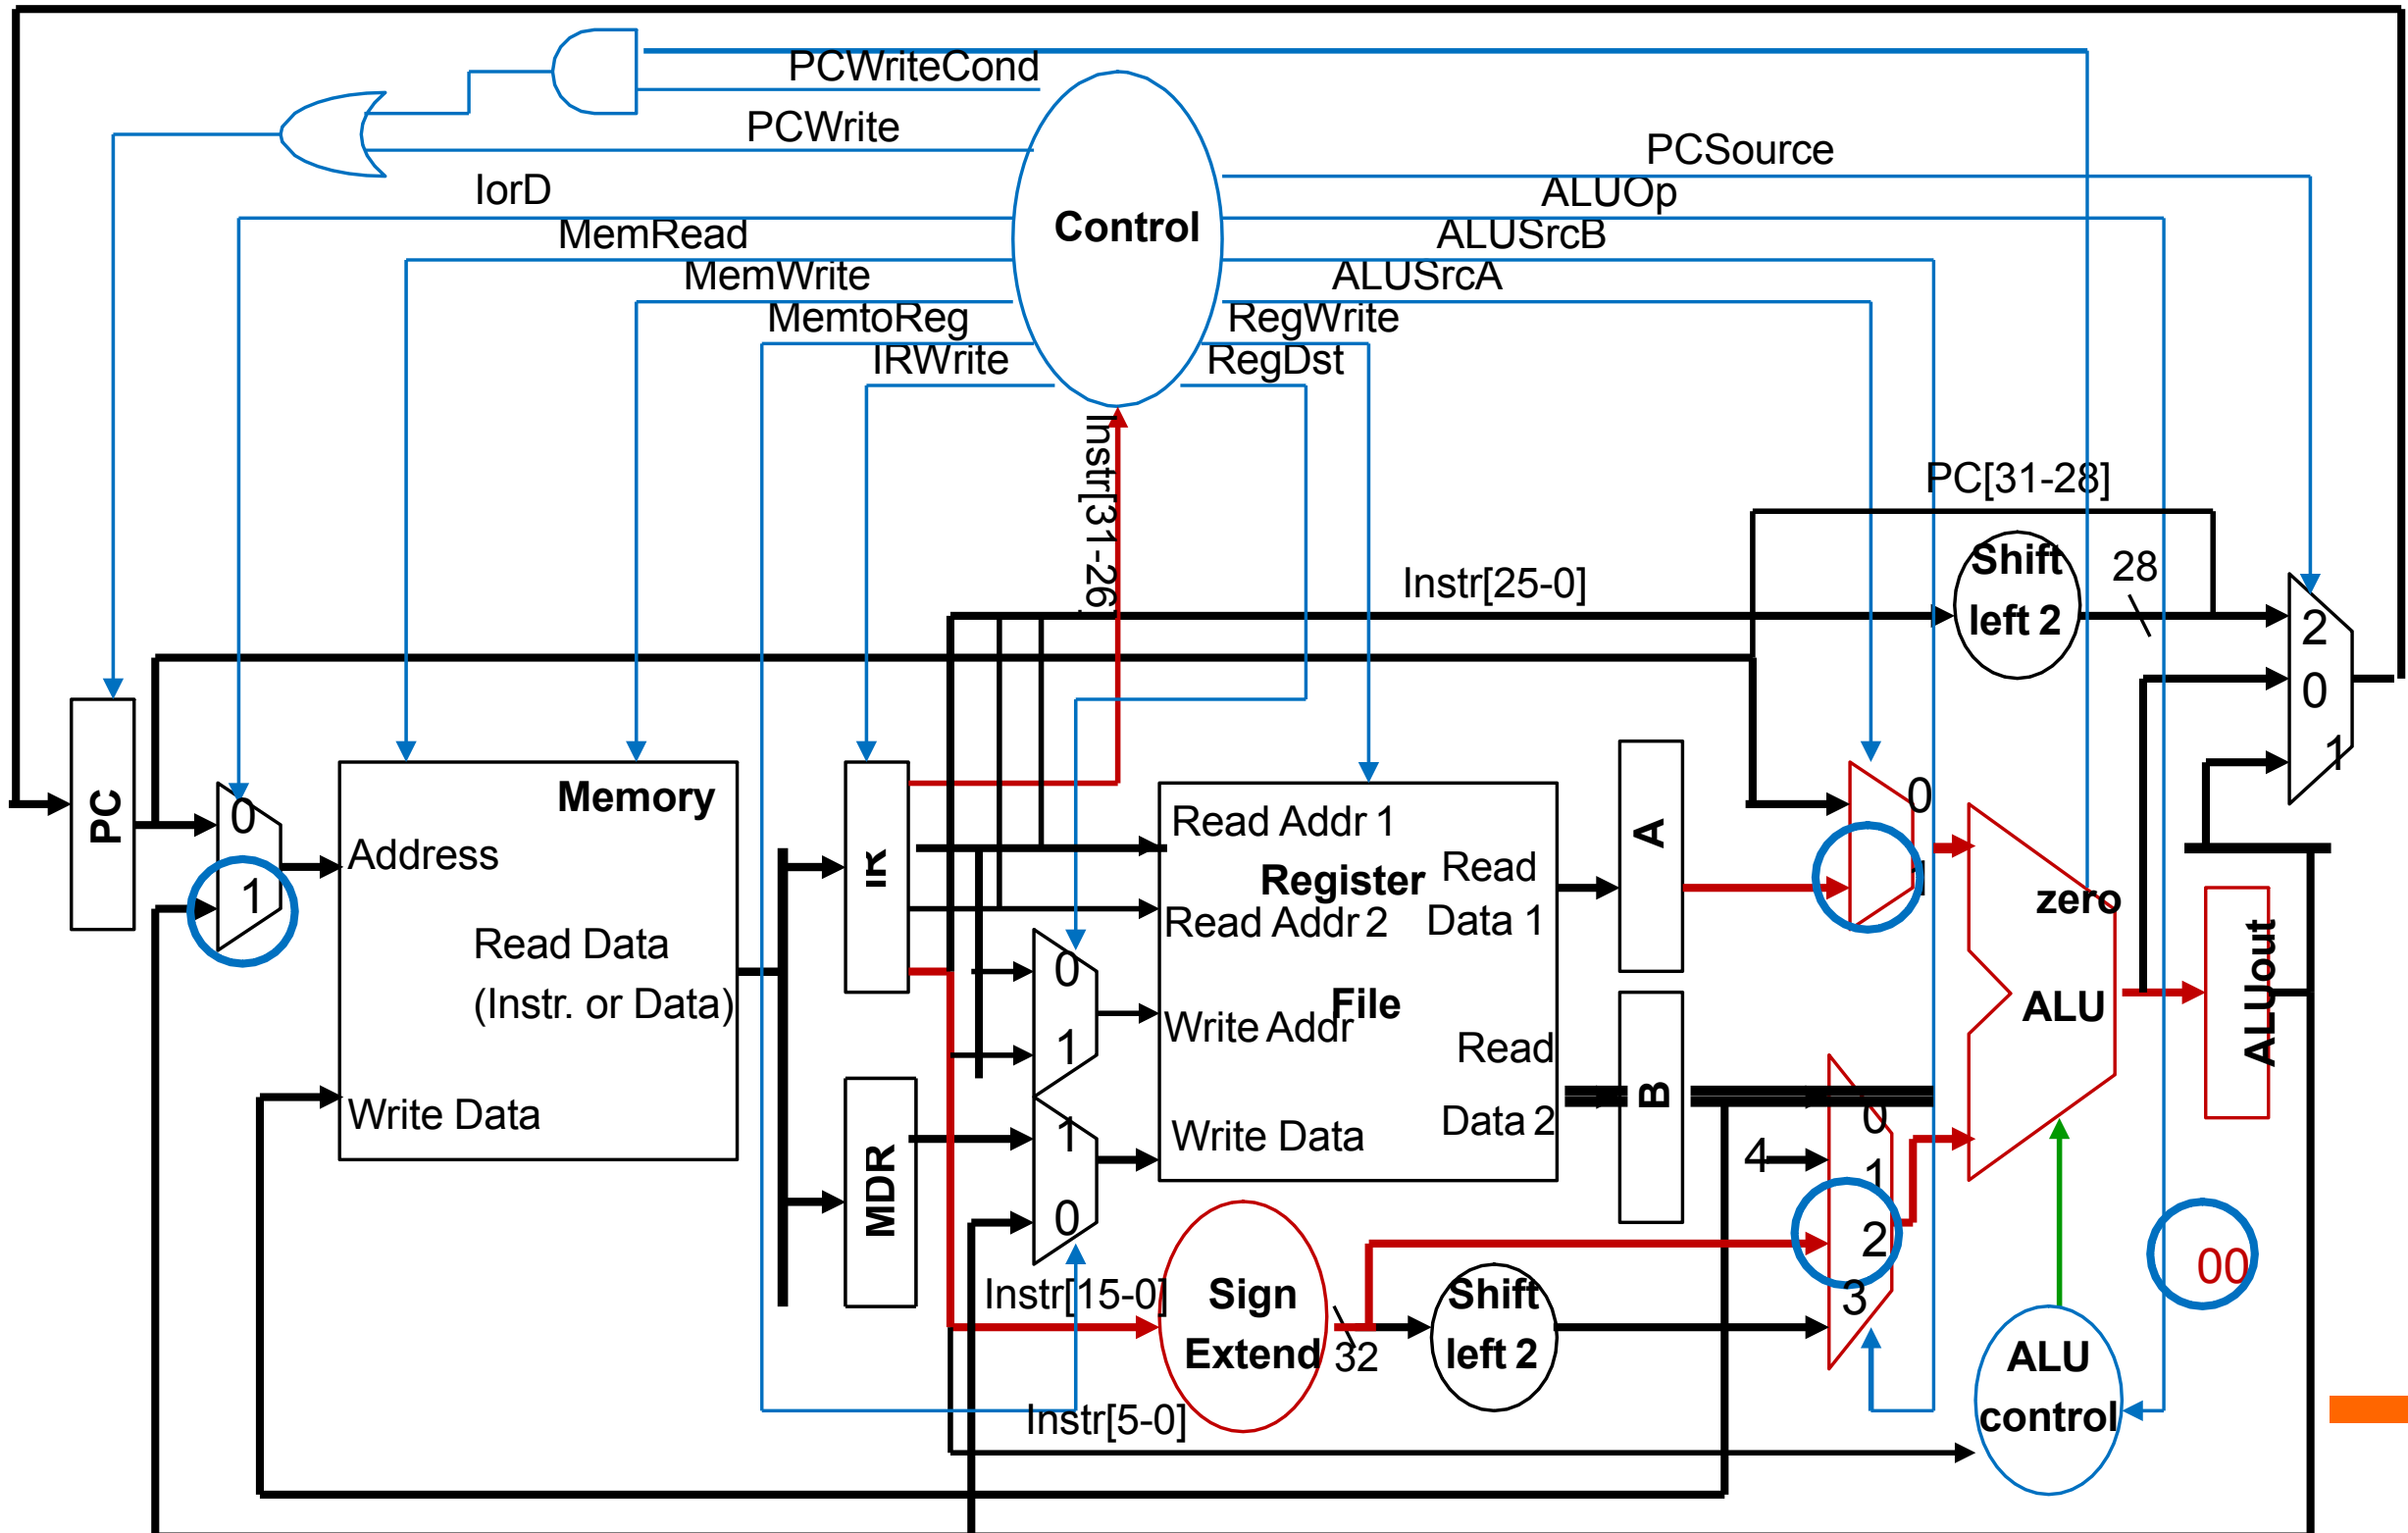 PCWriteCond
PCWrite
PCSource
IorD
ALUOp
MemRead
Control
ALUSrcB
MemWrite
ALUSrcA
MemtoReg
RegWrite
IRWrite
RegDst
Instr[31-26]
PC[31-28]
Instr[25-0]
Shift
left 2
28
2
0
1
PC
0
1
Memory
Address
Read Data
(Instr. or Data)
Write Data
IR
MDR
Read Addr 1
Register
Read
Data 1
Read Addr 2
File
Write Addr
Read
Data 2
Write Data
0
1
1
0
A
B
0
1
zero
ALU
ALUout
4
0
1
2
3
00
Instr[15-0]
Sign
Extend
32
Shift
left 2
ALU
control
Instr[5-0]